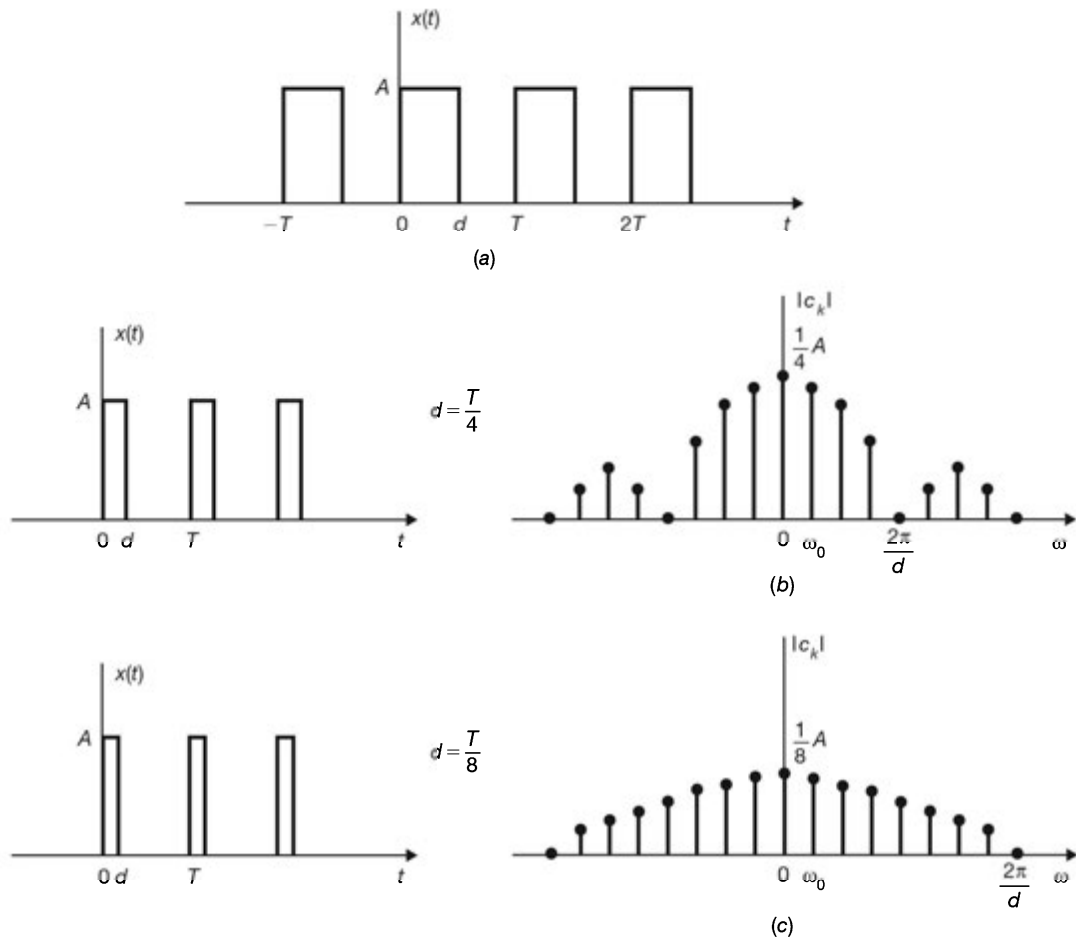 x(t)
A
−T 0 d T 2T t
(a)
x(t)
A
0 d T t
d = T/4
|c_k|
1/4 A
0 ω₀ 2π/d ω
(b)
x(t)
A
0 d T t
d = T/8
|c_k|
1/8 A
0 ω₀ 2π/d ω
(c)